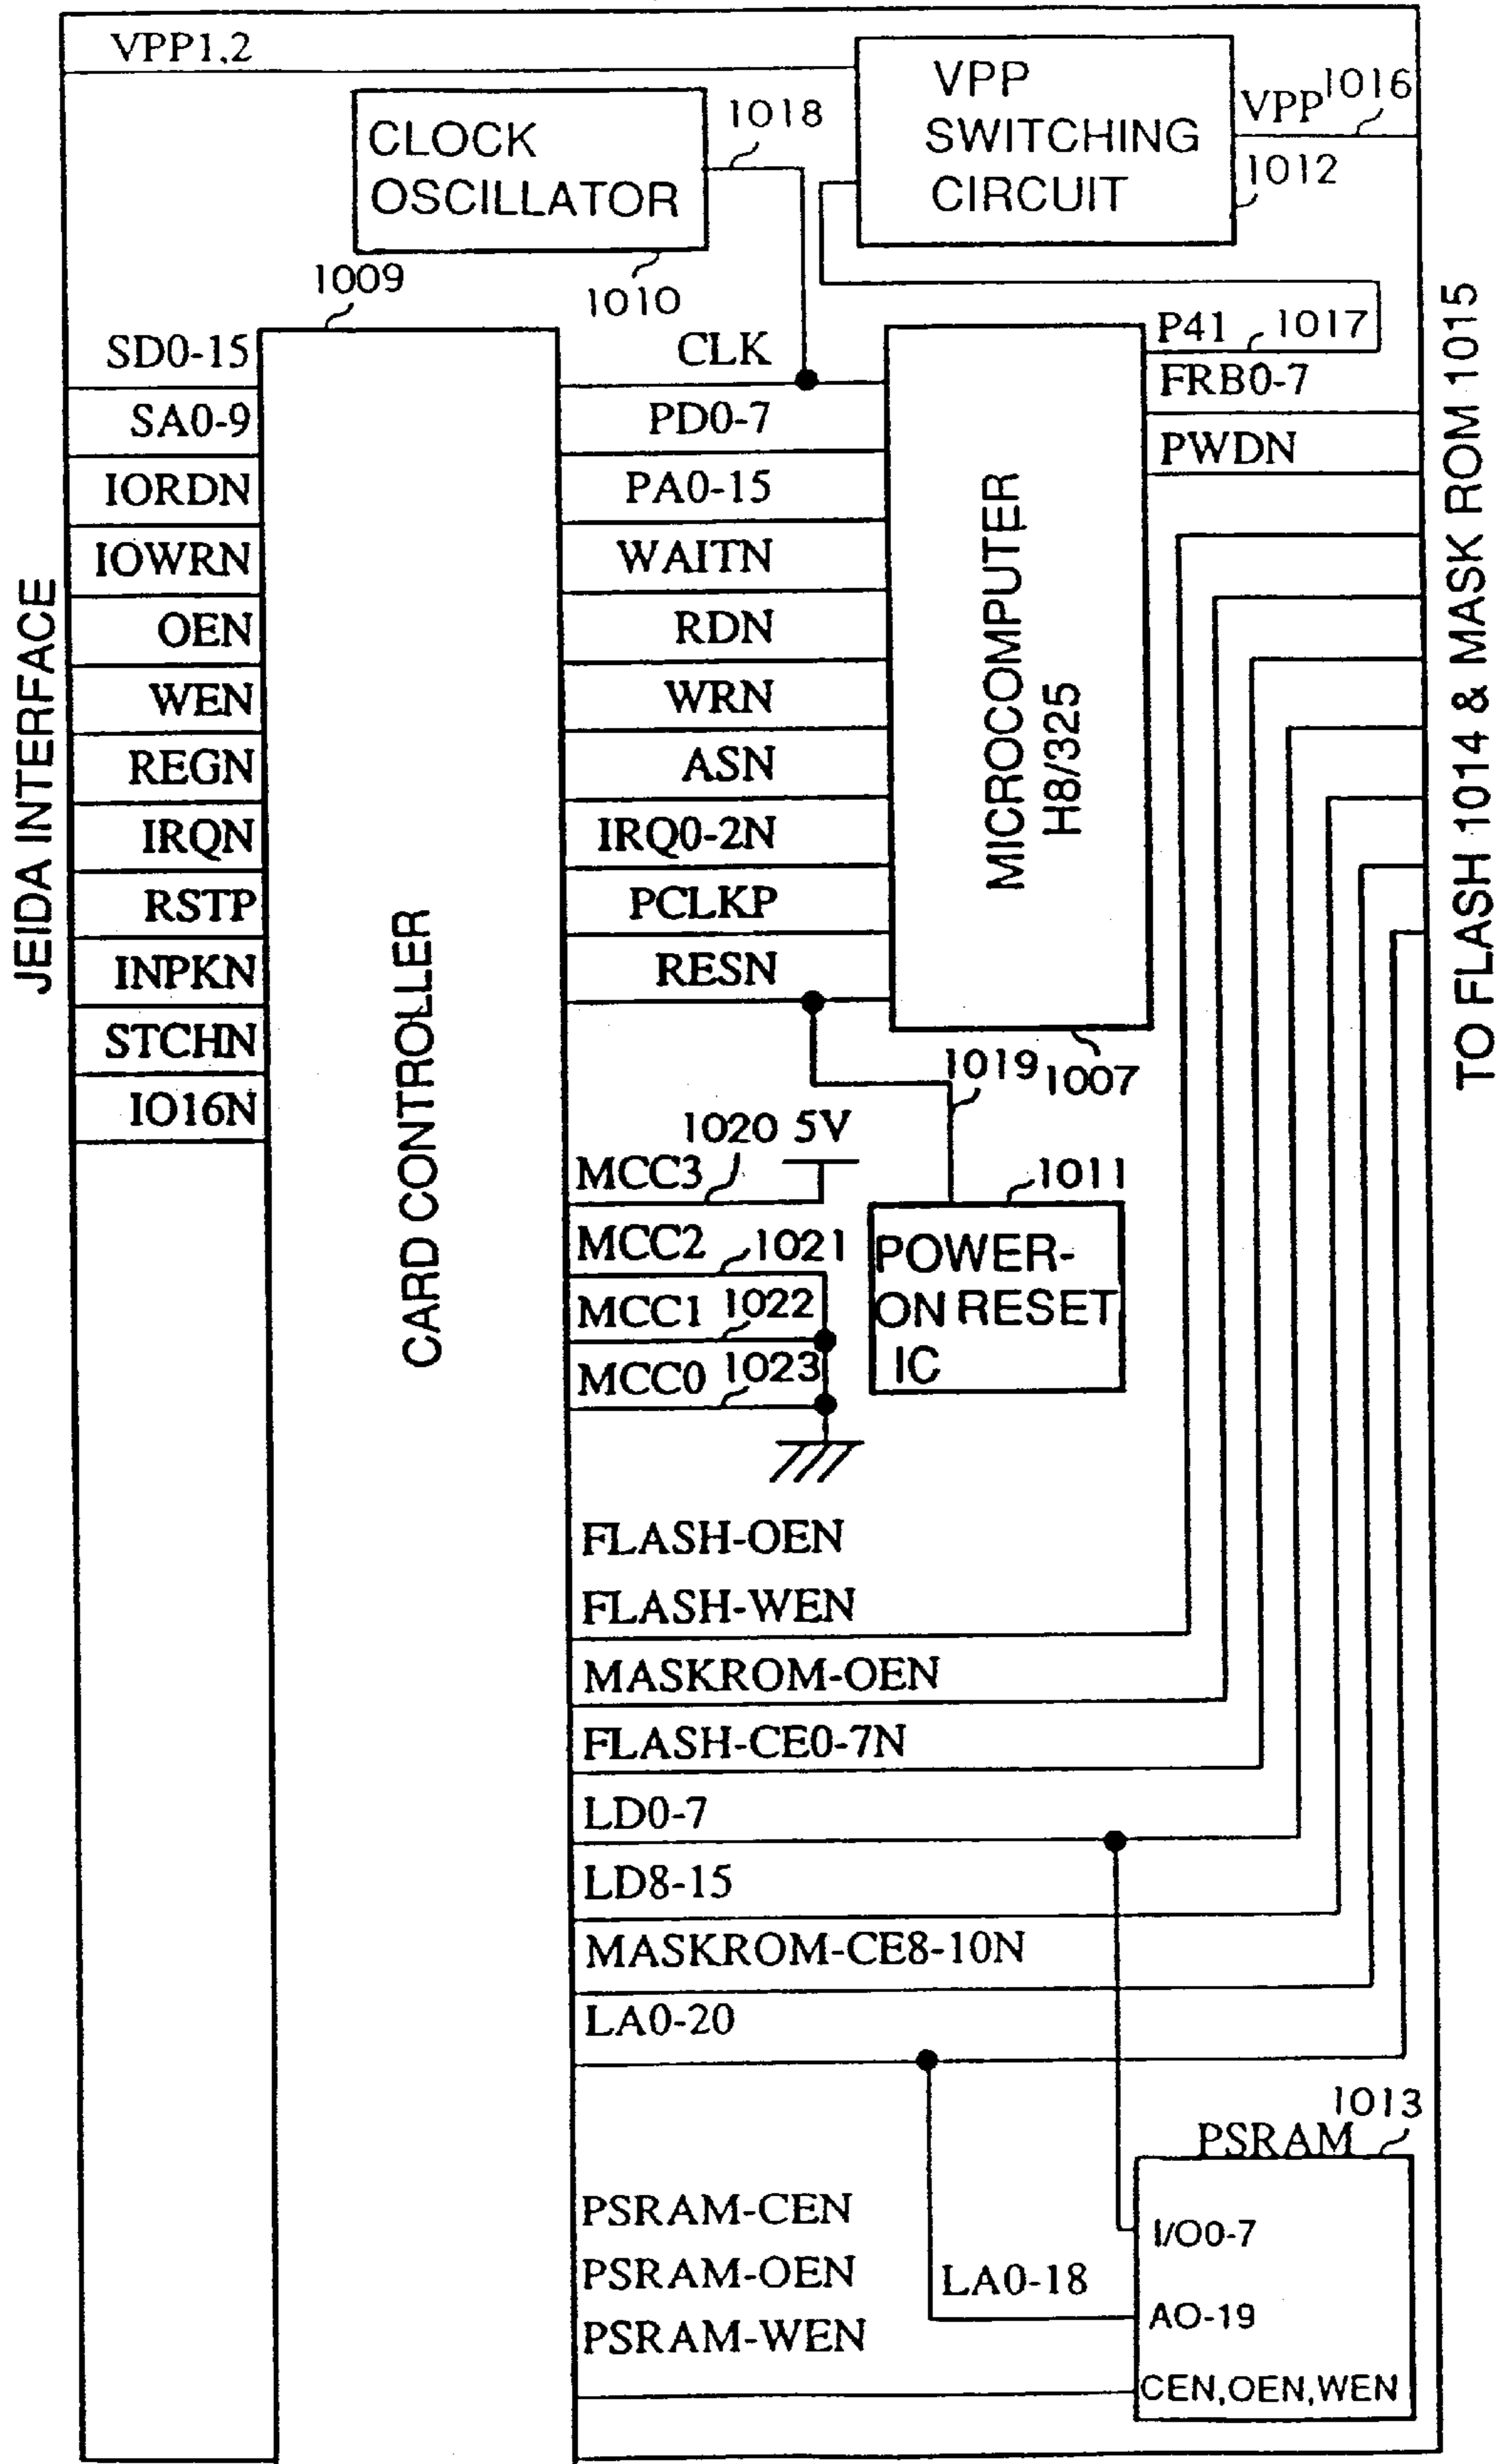 VPP1,2
CLOCK
OSCILLATOR
1018
1010
VPP
SWITCHING
CIRCUIT
VPP 1016
1012
1009
JEIDA INTERFACE
SD0-15
SA0-9
IORDN
IOWRN
OEN
WEN
REGN
IRQN
RSTP
INPKN
STCHN
IO16N
CARD CONTROLLER
CLK
PD0-7
PA0-15
WAITN
RDN
WRN
ASN
IRQ0-2N
PCLKP
RESN
MICROCOMPUTER
H8/325
P41 1017
FRB0-7
PWDN
TO FLASH 1014 & MASK ROM 1015
1019 1007
1020 5V
MCC3
MCC2 1021
MCC1 1022
MCC0 1023
1011
POWER-
ON RESET
IC
FLASH-OEN
FLASH-WEN
MASKROM-OEN
FLASH-CE0-7N
LD0-7
LD8-15
MASKROM-CE8-10N
LA0-20
1013
PSRAM
PSRAM-CEN
PSRAM-OEN
PSRAM-WEN
LA0-18
I/O0-7
AO-19
CEN,OEN,WEN